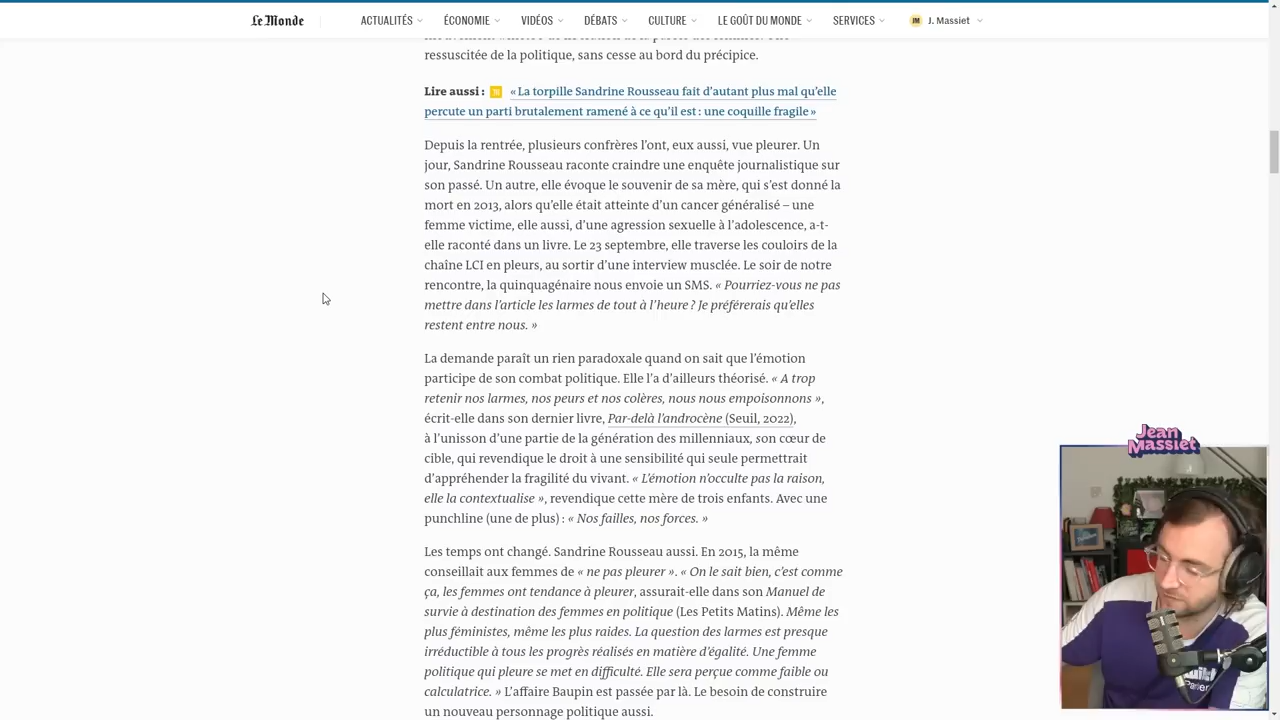 Le Monde
ACTUALITÉS
ÉCONOMIE
VIDÉOS
DÉBATS
CULTURE
LE GOÛT DU MONDE
SERVICES
JM
J. Massiet
ressuscitée de la politique, sans cesse au bord du précipice.
Lire aussi : « La torpille Sandrine Rousseau fait d’autant plus mal qu’elle
percute un parti brutalement ramené à ce qu’il est : une coquille fragile »
Depuis la rentrée, plusieurs confrères l’ont, eux aussi, vue pleurer. Un
jour, Sandrine Rousseau raconte craindre une enquête journalistique sur
son passé. Un autre, elle évoque le souvenir de sa mère, qui s’est donné la
mort en 2013, alors qu’elle était atteinte d’un cancer généralisé – une
femme victime, elle aussi, d’une agression sexuelle à l’adolescence, a-t-
elle raconté dans un livre. Le 23 septembre, elle traverse les couloirs de la
chaîne LCI en pleurs, au sortir d’une interview musclée. Le soir de notre
rencontre, la quinquagénaire nous envoie un SMS. « Pourriez-vous ne pas
mettre dans l’article les larmes de tout à l’heure ? Je préférerais qu’elles
restent entre nous. »
La demande paraît un rien paradoxale quand on sait que l’émotion
participe de son combat politique. Elle l’a d’ailleurs théorisé. « A trop
retenir nos larmes, nos peurs et nos colères, nous nous empoisonnons »,
écrit-elle dans son dernier livre, Par-delà l’androcène (Seuil, 2022),
à l’unisson d’une partie de la génération des millenniaux, son cœur de
cible, qui revendique le droit à une sensibilité qui seule permettrait
d’appréhender la fragilité du vivant. « L’émotion n’occulte pas la raison,
elle la contextualise », revendique cette mère de trois enfants. Avec une
punchline (une de plus) : « Nos failles, nos forces. »
Les temps ont changé. Sandrine Rousseau aussi. En 2015, la même
conseillait aux femmes de « ne pas pleurer ». « On le sait bien, c’est comme
ça, les femmes ont tendance à pleurer, assurait-elle dans son Manuel de
survie à destination des femmes en politique (Les Petits Matins). Même les
plus féministes, même les plus raides. La question des larmes est presque
irréductible à tous les progrès réalisés en matière d’égalité. Une femme
politique qui pleure se met en difficulté. Elle sera perçue comme faible ou
calculatrice. » L’affaire Baupin est passée par là. Le besoin de construire
un nouveau personnage politique aussi.
Jean
Massiet